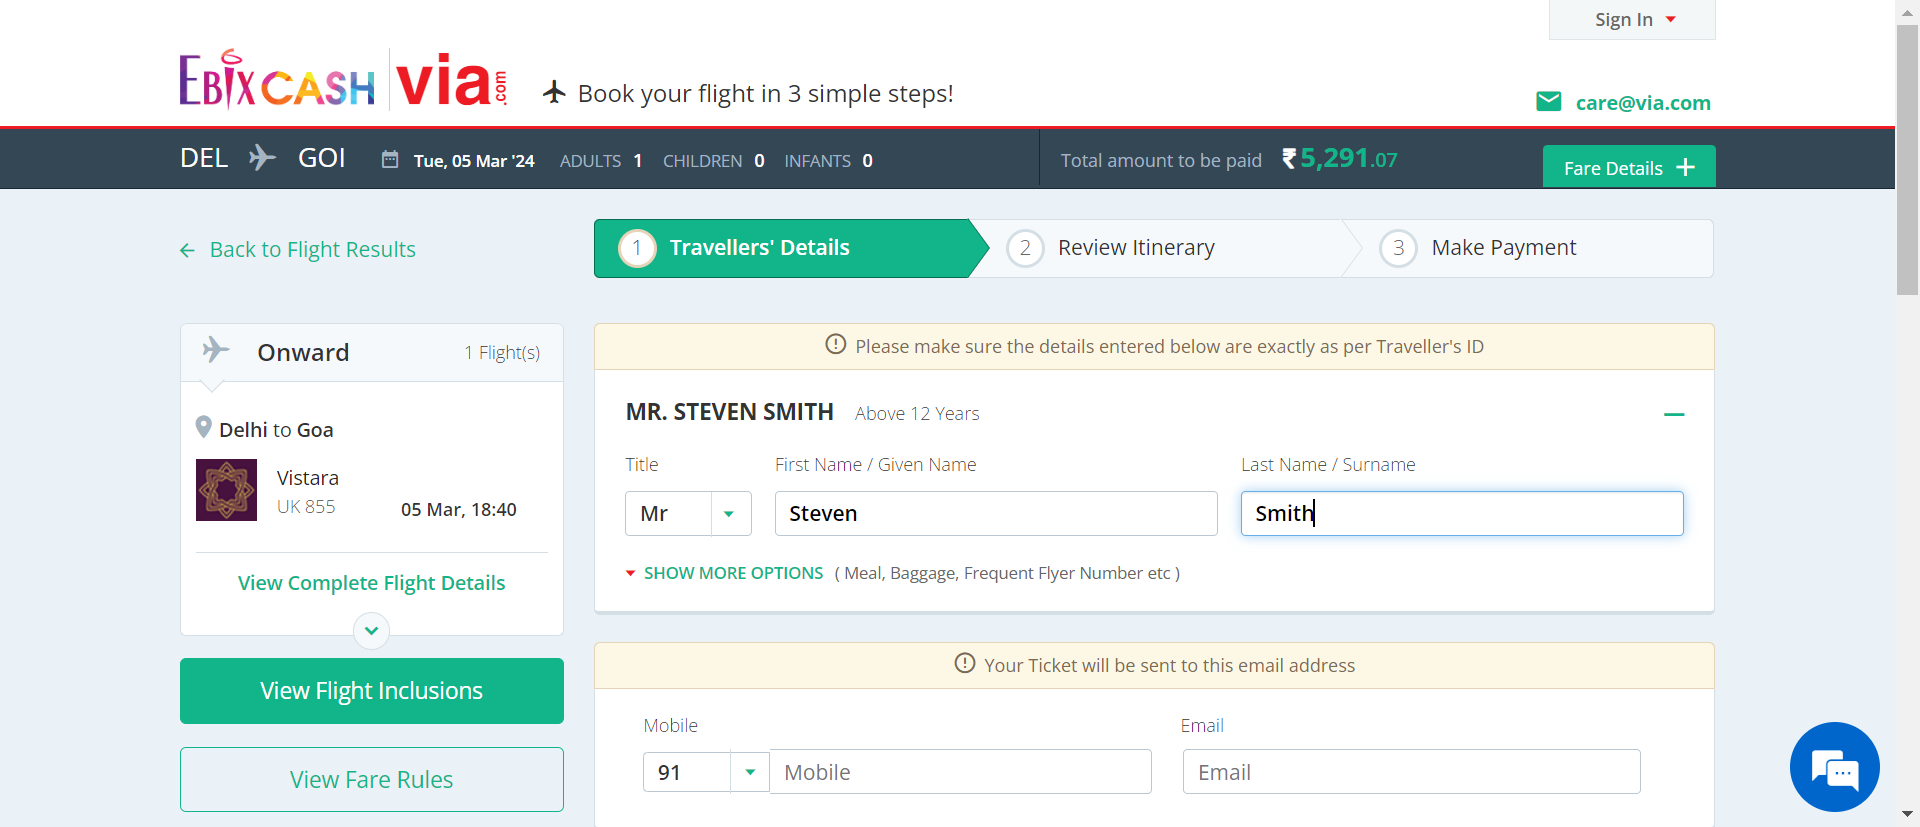 Sign In
EBIXCASH via.com
Book your flight in 3 simple steps!
care@via.com
DEL GOI Tue, 05 Mar '24 ADULTS 1 CHILDREN 0 INFANTS 0 Total amount to be paid ₹5,291.07 Fare Details +
Back to Flight Results
1 Travellers' Details 2 Review Itinerary 3 Make Payment
Onward 1 Flight(s)
Delhi to Goa
Vistara
UK 855
05 Mar, 18:40
View Complete Flight Details
View Flight Inclusions
View Fare Rules
Please make sure the details entered below are exactly as per Traveller's ID
MR. STEVEN SMITH Above 12 Years
Title First Name / Given Name Last Name / Surname
Mr Steven Smith
SHOW MORE OPTIONS ( Meal, Baggage, Frequent Flyer Number etc )
Your Ticket will be sent to this email address
Mobile Email
91 Mobile Email